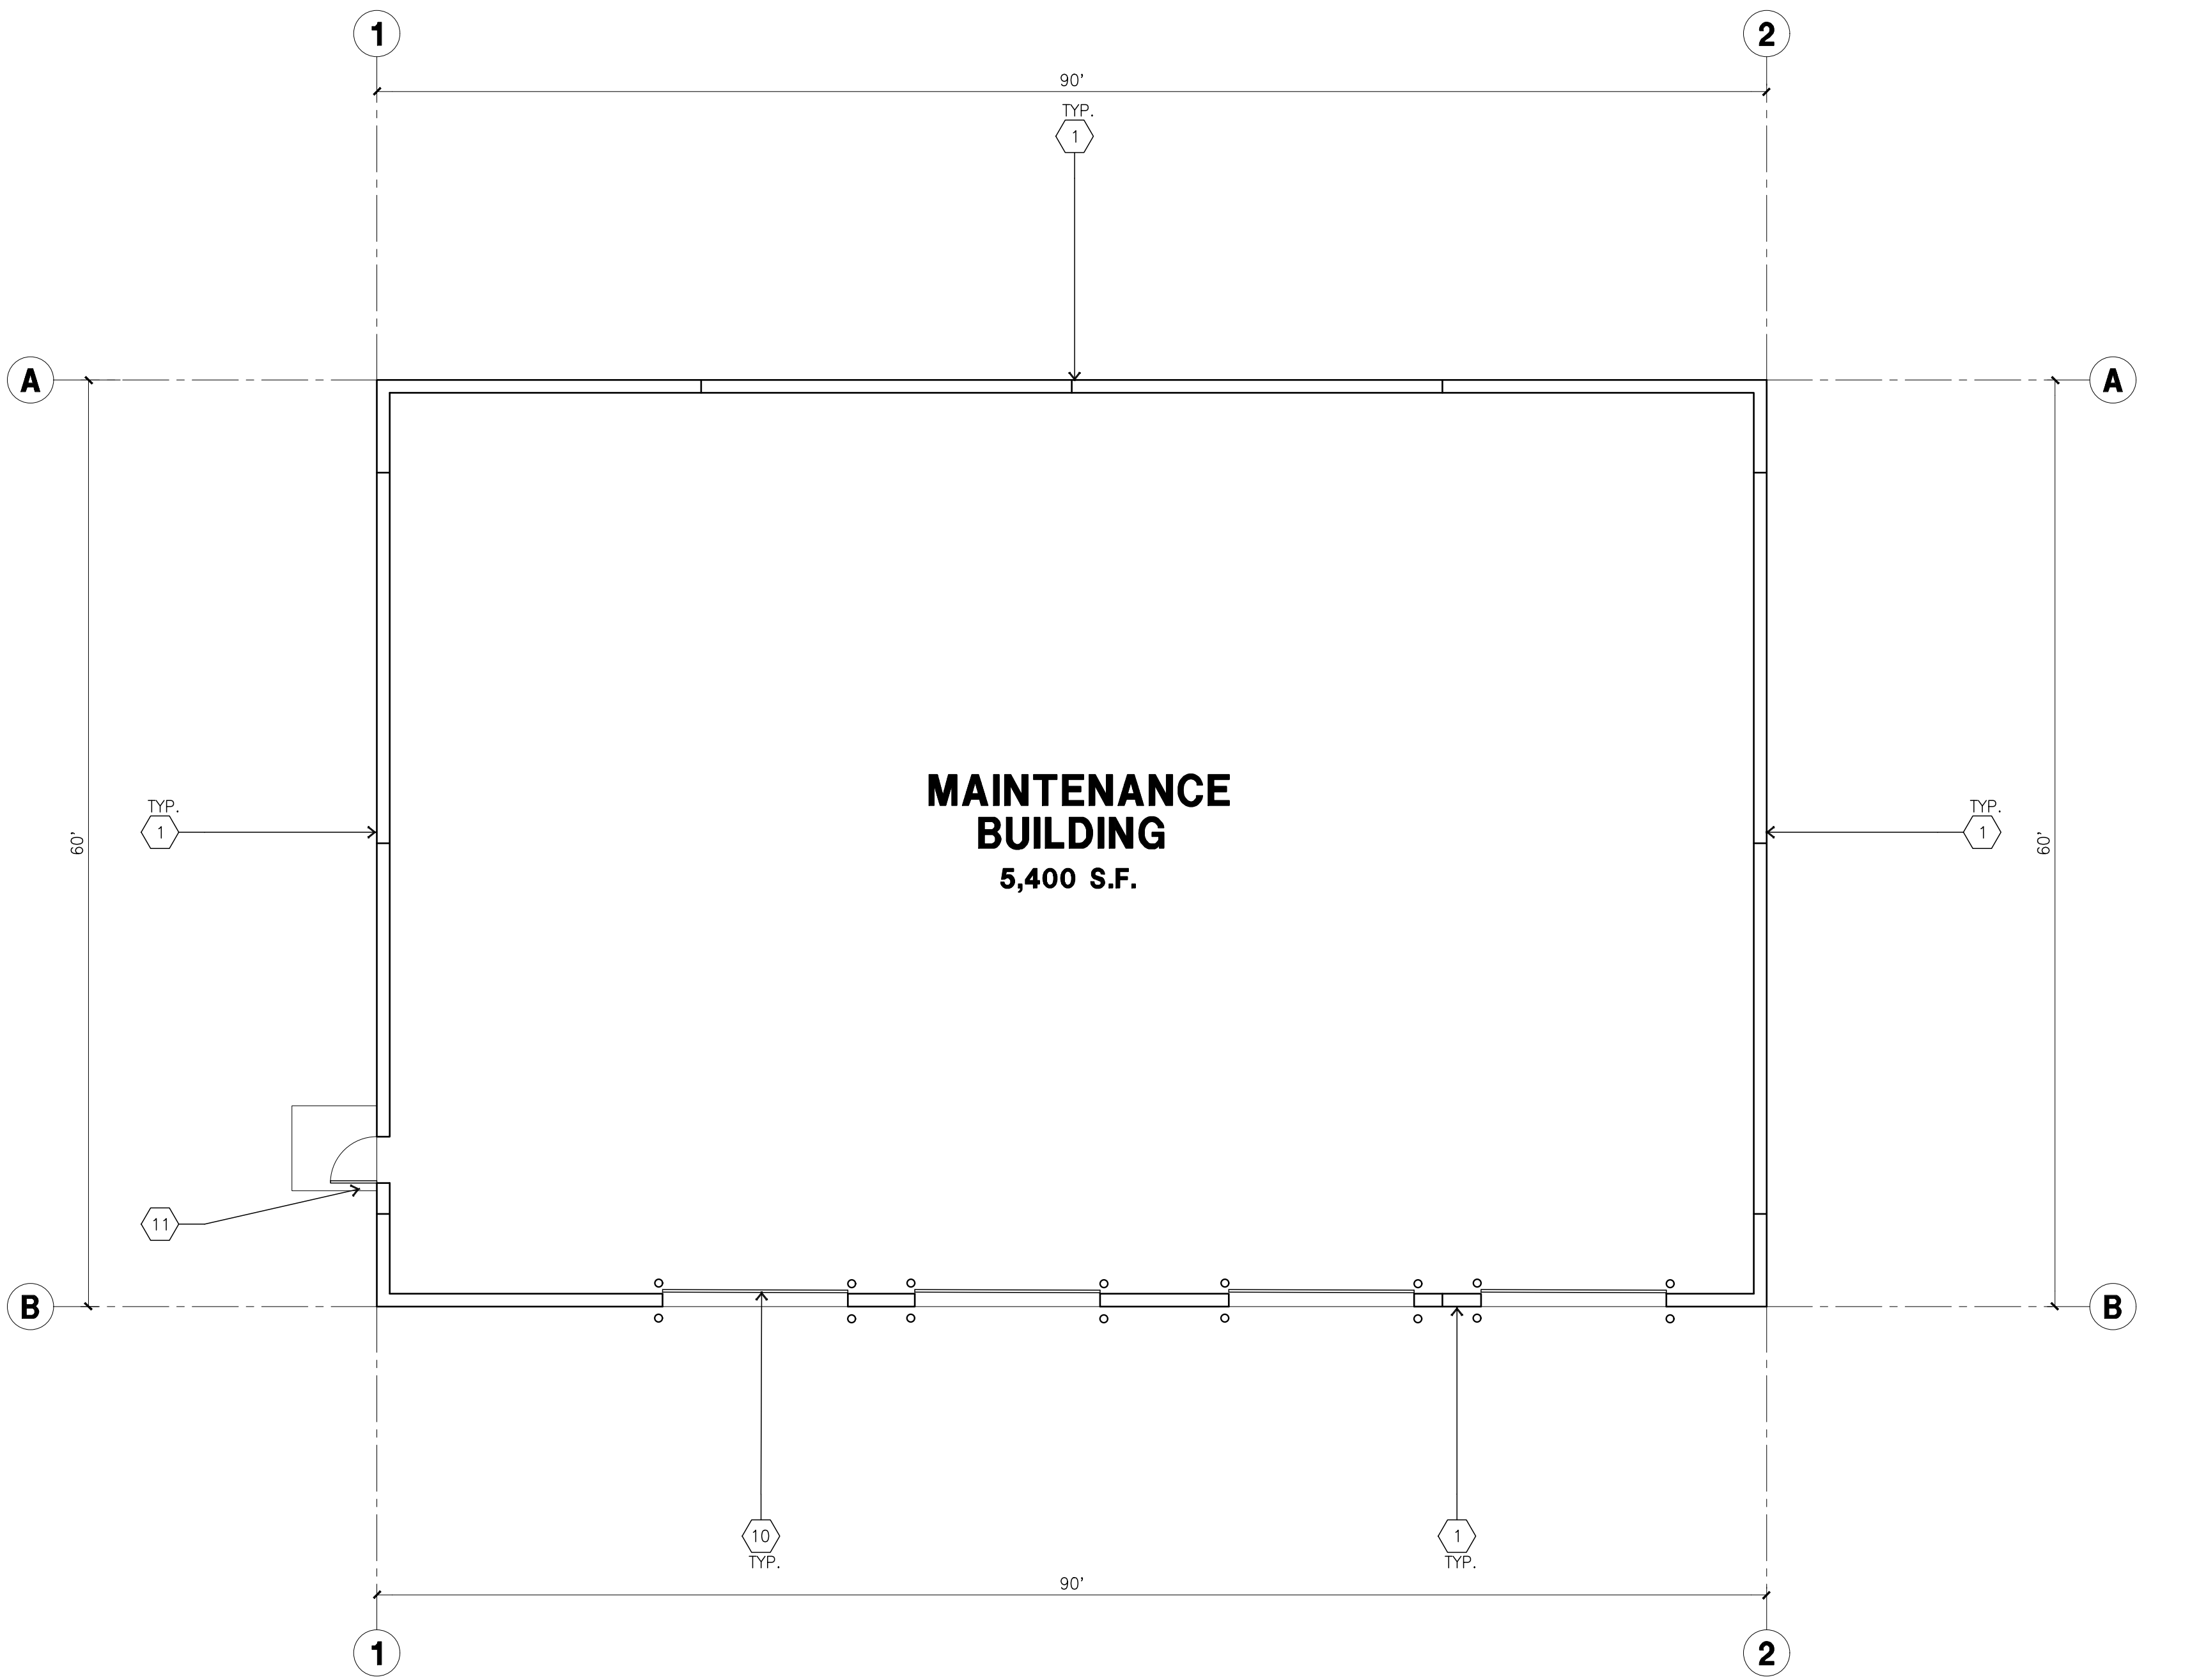 1
2
90'
TYP.
1
A
A
MAINTENANCE
BUILDING
5,400 S.F.
TYP.
1
60'
TYP.
1
60'
11
B
B
10
TYP.
1
TYP.
90'
1
2